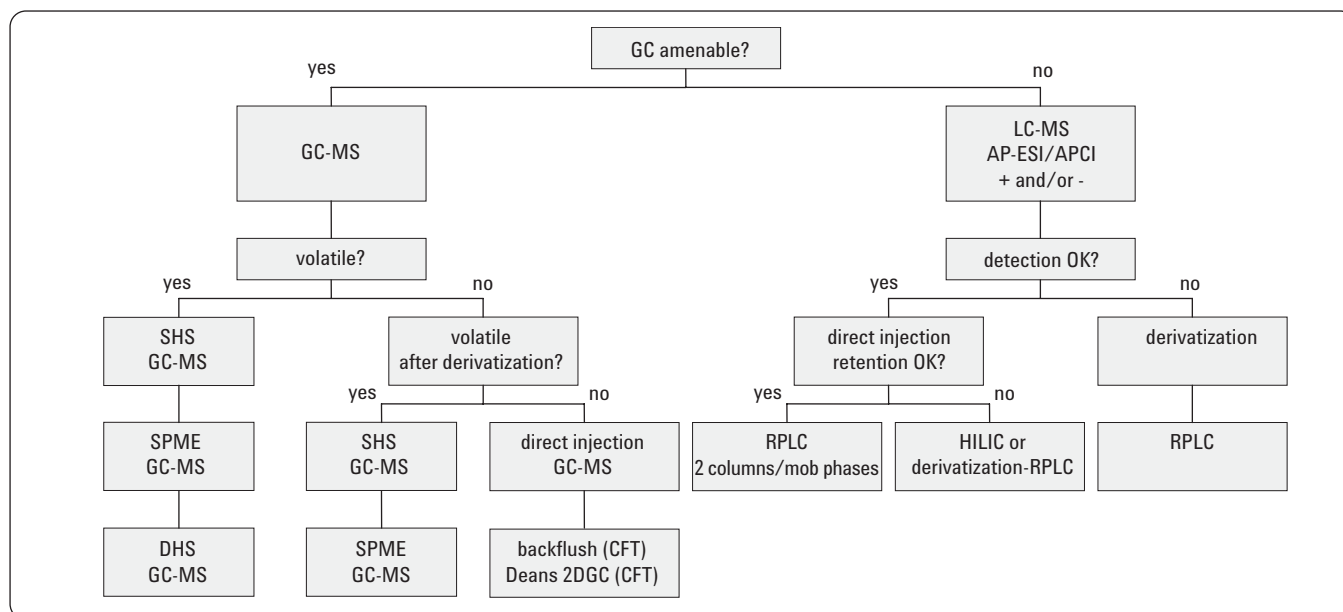 GC amenable?
yes
no
GC-MS
LC-MS
AP-ESI/APCI
+ and/or -
volatile?
detection OK?
yes
no
yes
no
SHS
GC-MS
volatile
after derivatization?
direct injection
retention OK?
derivatization
yes
no
yes
no
SPME
GC-MS
SHS
GC-MS
direct injection
GC-MS
RPLC
2 columns/mob phases
HILIC or
derivatization-RPLC
RPLC
DHS
GC-MS
SPME
GC-MS
backflush (CFT)
Deans 2DGC (CFT)